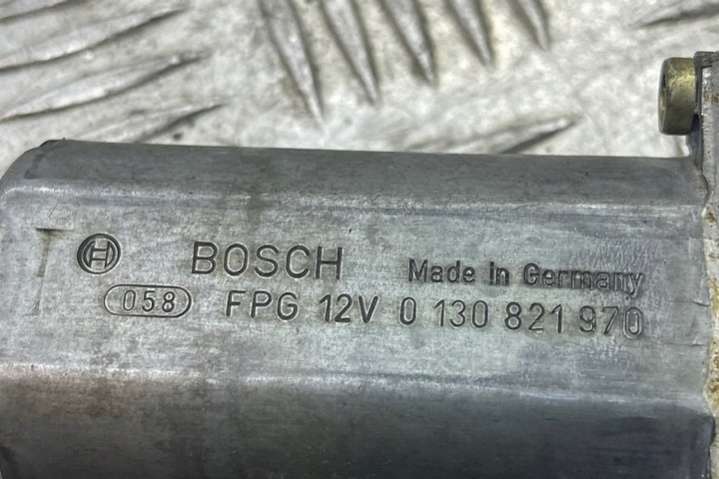 BOSCH Made in Germany
058 FPG 12V 0 130 821 970